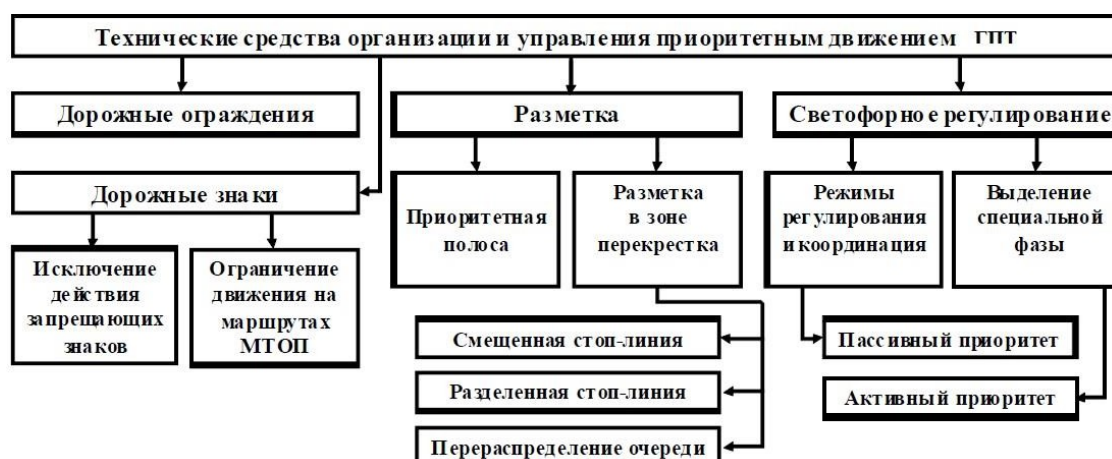 Технические средства организации и управления приоритетным движением ГПТ
Дорожные ограждения
Разметка
Светофорное регулирование
Дорожные знаки
Приоритетная
полоса
Разметка
в зоне
перекрестка
Режимы
регулирования
и координация
Выделение
специальной
фазы
Исключение
действия
запрещающих
знаков
Ограничение
движения на
маршрутах
МТОП
Смещенная стоп-линия
Пассивный приоритет
Разделенная стоп-линия
Активный приоритет
Перераспределение очереди